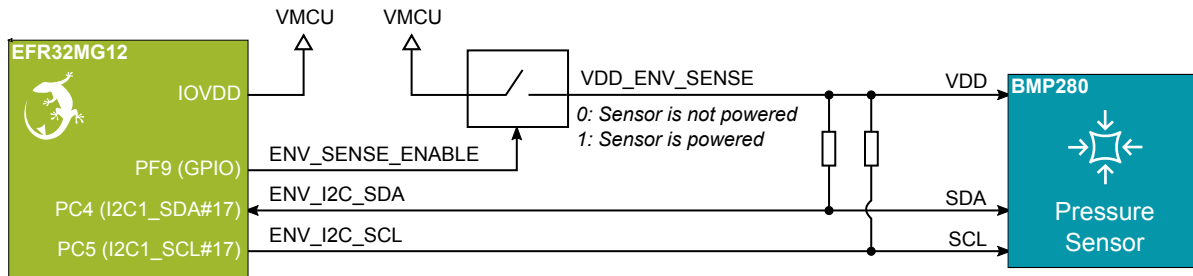 VMCU
VMCU
EFR32MG12
IOVDD
VDD_ENV_SENSE
VDD
BMP280
0: Sensor is not powered
1: Sensor is powered
PF9 (GPIO)
ENV_SENSE_ENABLE
PC4 (I2C1_SDA#17)
ENV_I2C_SDA
SDA
PC5 (I2C1_SCL#17)
ENV_I2C_SCL
SCL
Pressure
Sensor